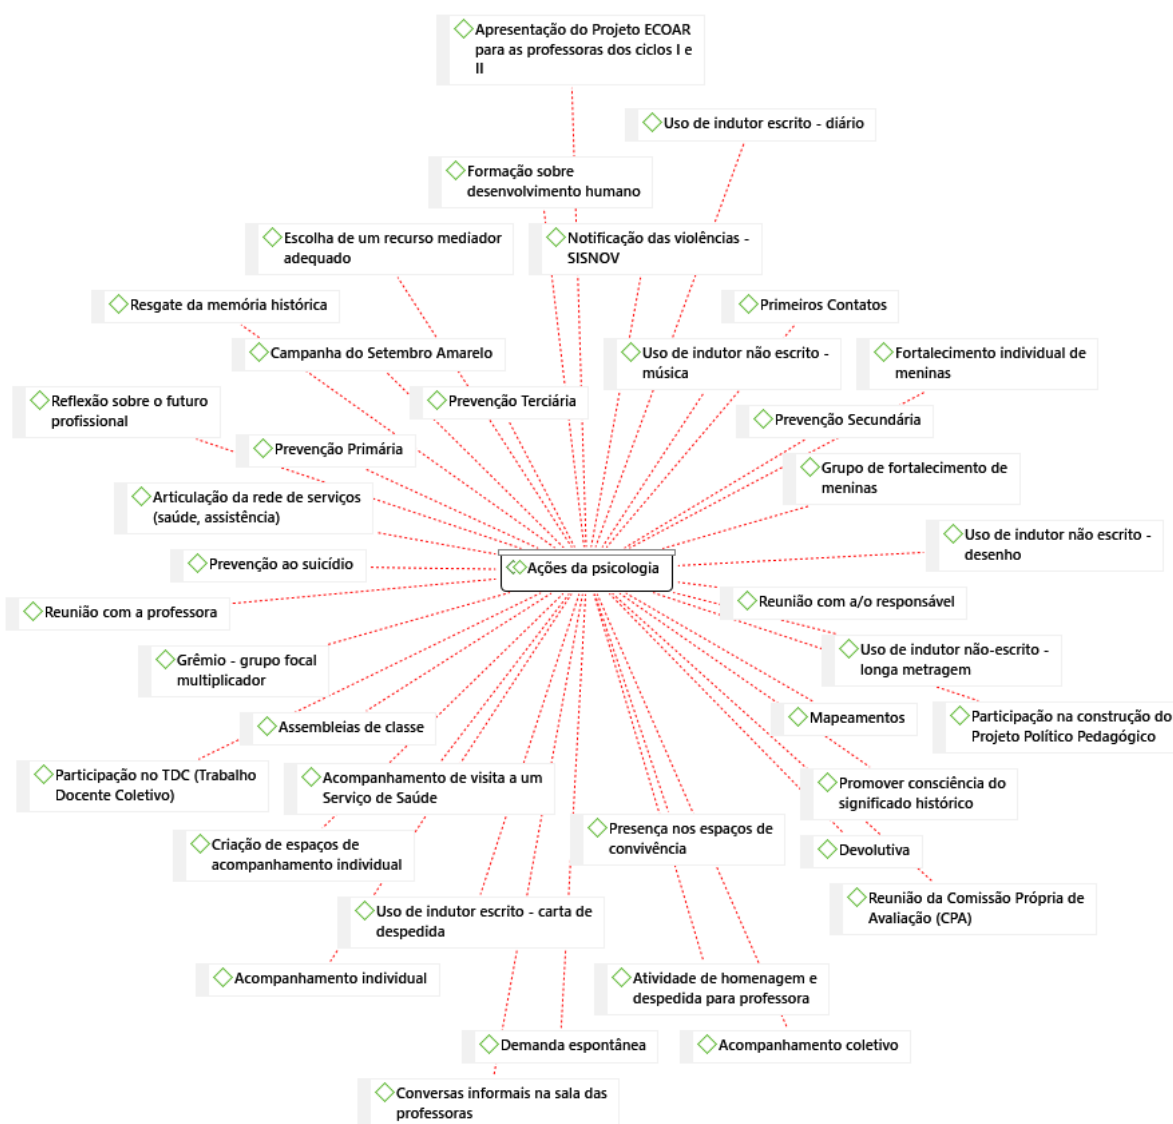 Apresentação do Projeto ECOAR
para as professoras dos ciclos I e
II
Uso de indutor escrito - diário
Formação sobre
desenvolvimento humano
Escolha de um recurso mediador
adequado
Notificação das violências -
SISNOV
Resgate da memória histórica
Primeiros Contatos
Campanha do Setembro Amarelo
Uso de indutor não escrito -
música
Fortalecimento individual de
meninas
Reflexão sobre o futuro
profissional
Prevenção Terciária
Prevenção Secundária
Prevenção Primária
Grupo de fortalecimento de
meninas
Articulação da rede de serviços
(saúde, assistência)
Uso de indutor não escrito -
desenho
Prevenção ao suicídio
Ações da psicologia
Reunião com a professora
Reunião com a/o responsável
Grêmio - grupo focal
multiplicador
Uso de indutor não-escrito -
longa metragem
Assembleias de classe
Mapeamentos
Participação na construção do
Projeto Político Pedagógico
Participação no TDC (Trabalho
Docente Coletivo)
Acompanhamento de visita a um
Serviço de Saúde
Promover consciência do
significado histórico
Criação de espaços de
acompanhamento individual
Presença nos espaços de
convivência
Devolutiva
Uso de indutor escrito - carta de
despedida
Reunião da Comissão Própria de
Avaliação (CPA)
Acompanhamento individual
Atividade de homenagem e
despedida para professora
Demanda espontânea
Acompanhamento coletivo
Conversas informais na sala das
professoras